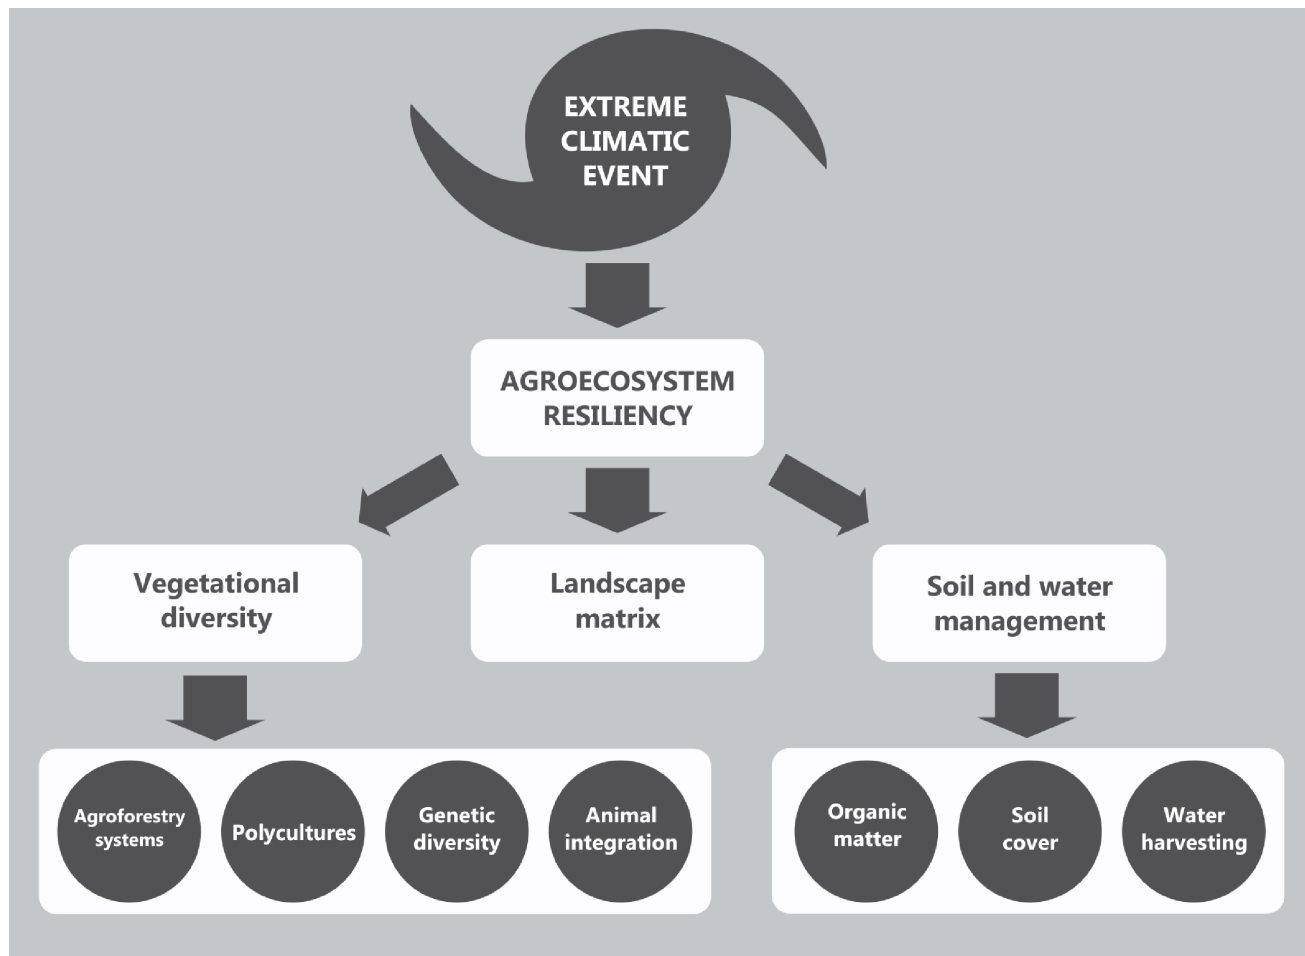 EXTREME
CLIMATIC
EVENT
AGROECOSYSTEM
RESILIENCY
Vegetational
diversity
Landscape
matrix
Soil and water
management
Agroforestry
systems
Polycultures
Genetic
diversity
Animal
integration
Organic
matter
Soil
cover
Water
harvesting